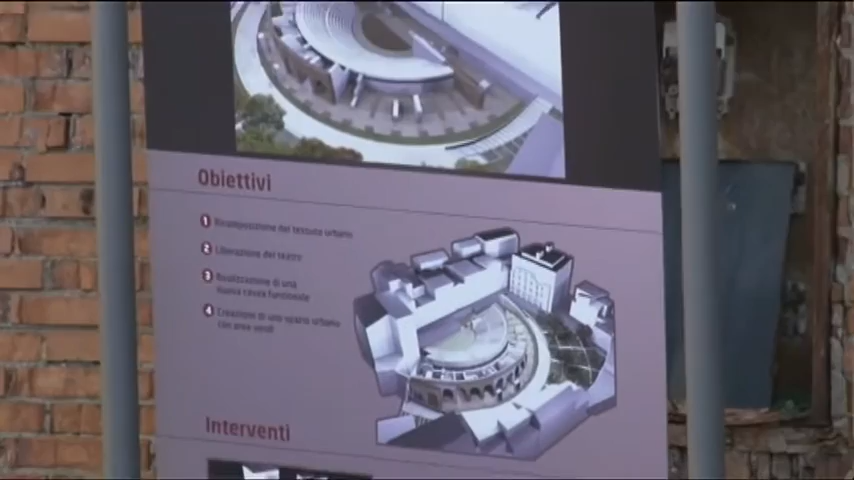 Obiettivi
1 Ricomposizione del tessuto urbano
2 Liberazione del teatro
3 Realizzazione di una
nuova cavea funzionale
4 Creazione di uno spazio urbano
con aree verdi
Interventi